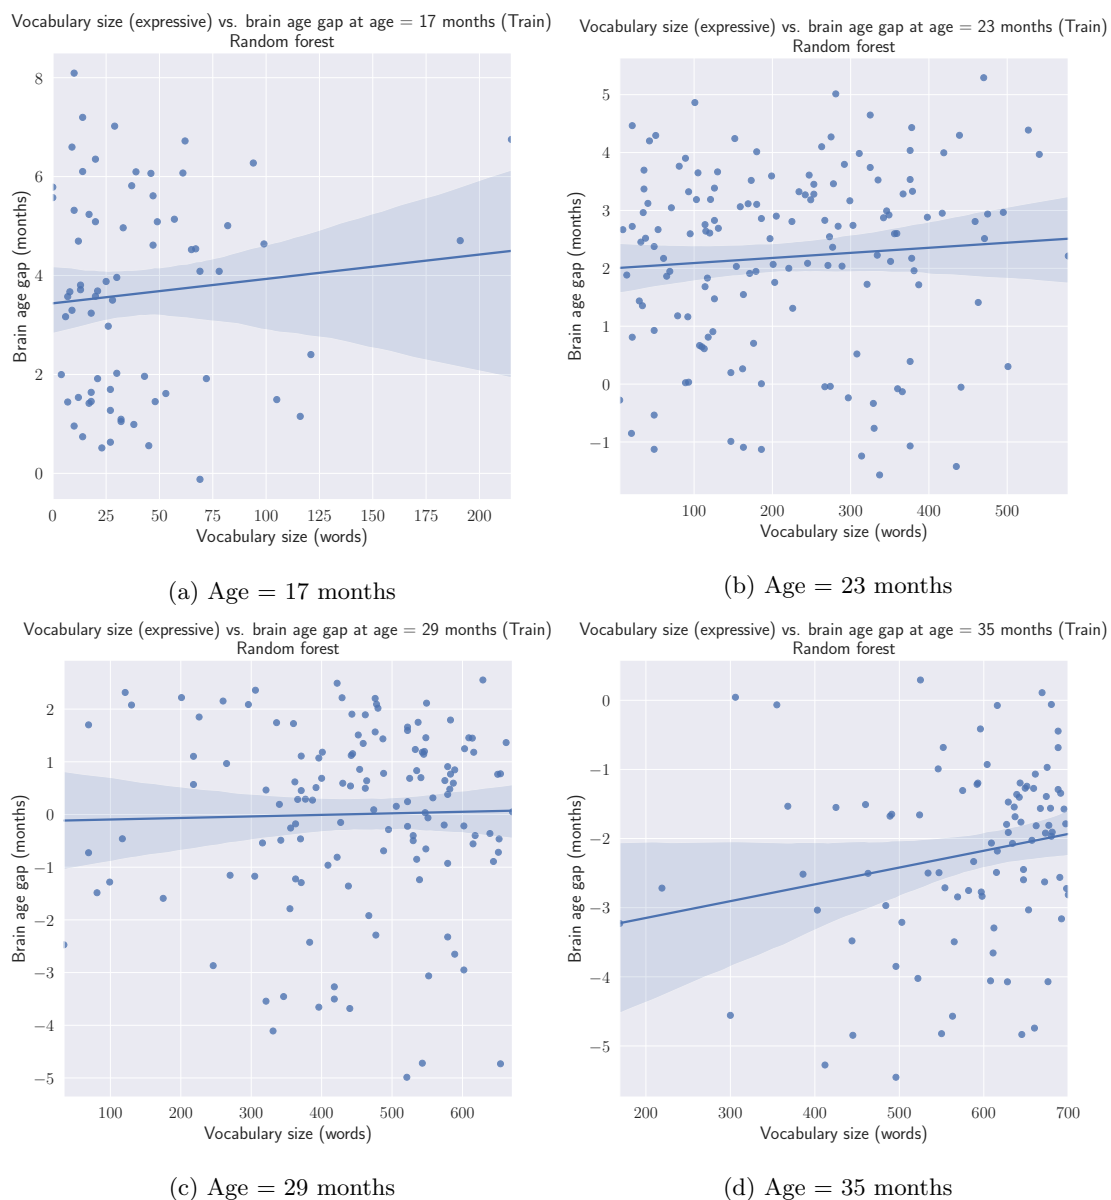 Vocabulary size (expressive) vs. brain age gap at age = 17 months (Train)
Random forest
Brain age gap (months)
8
6
4
2
0
0 25 50 75 100 125 150 175 200
Vocabulary size (words)
(a) Age = 17 months
Vocabulary size (expressive) vs. brain age gap at age = 23 months (Train)
Random forest
Brain age gap (months)
5
4
3
2
1
0
−1
100 200 300 400 500
Vocabulary size (words)
(b) Age = 23 months
Vocabulary size (expressive) vs. brain age gap at age = 29 months (Train)
Random forest
Brain age gap (months)
2
1
0
−1
−2
−3
−4
−5
100 200 300 400 500 600
Vocabulary size (words)
(c) Age = 29 months
Vocabulary size (expressive) vs. brain age gap at age = 35 months (Train)
Random forest
Brain age gap (months)
0
−1
−2
−3
−4
−5
200 300 400 500 600 700
Vocabulary size (words)
(d) Age = 35 months